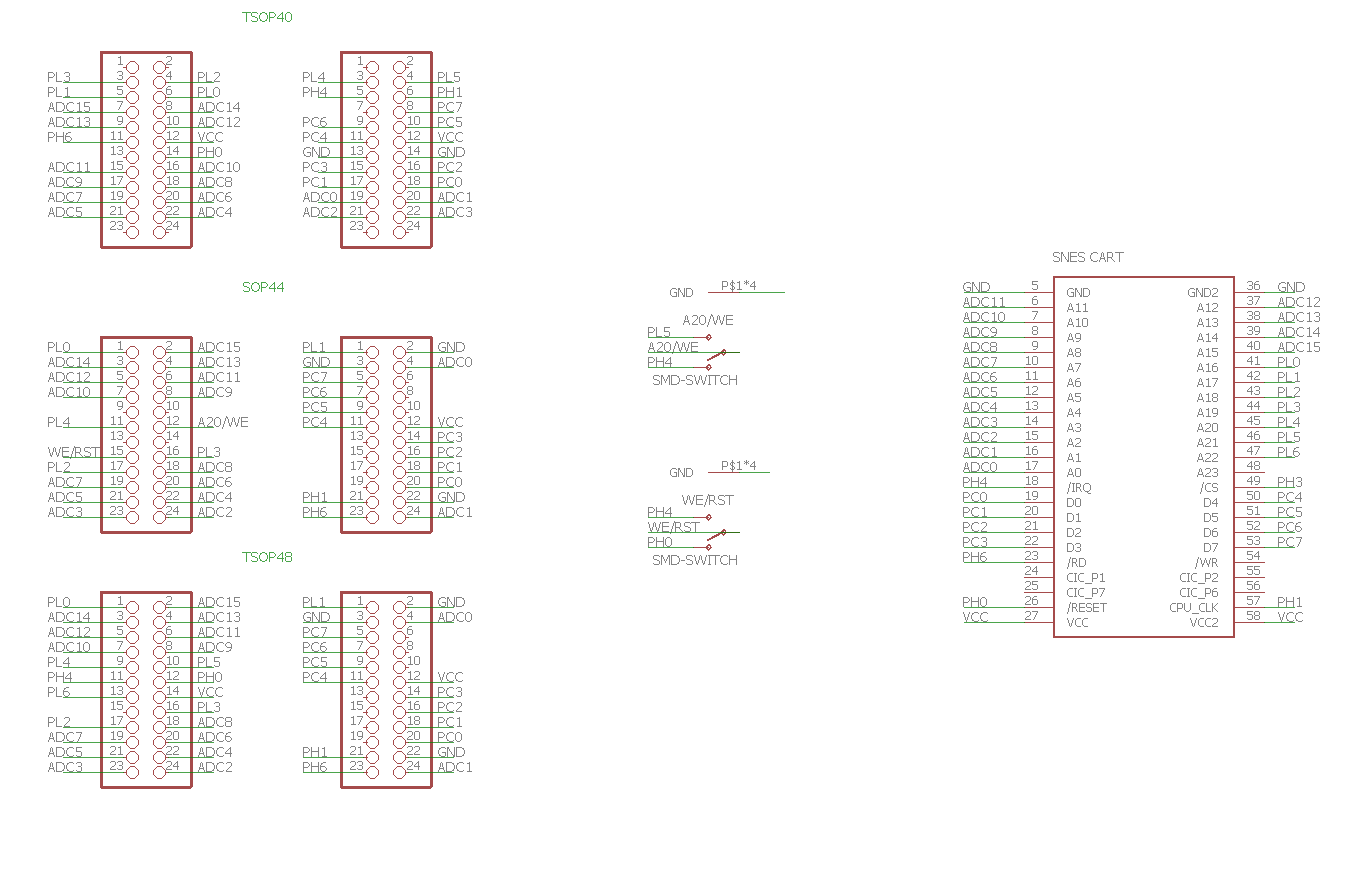 TSOP40
1 2
PL3 3 4 PL2
PL1 5 6 PL0
ADC15 7 8 ADC14
ADC13 9 10 ADC12
PH6 11 12 VCC
13 14 PH0
ADC11 15 16 ADC10
ADC9 17 18 ADC8
ADC7 19 20 ADC6
ADC5 21 22 ADC4
23 24
1 2
PL4 3 4 PL5
PH4 5 6 PH1
7 8 PC7
PC6 9 10 PC5
PC4 11 12 VCC
GND 13 14 GND
PC3 15 16 PC2
PC1 17 18 PC0
ADC0 19 20 ADC1
ADC2 21 22 ADC3
23 24
SOP44
PL0 1 2 ADC15
ADC14 3 4 ADC13
ADC12 5 6 ADC11
ADC10 7 8 ADC9
9 10
PL4 11 12 A20/WE
13 14
WE/RST 15 16 PL3
PL2 17 18 ADC8
ADC7 19 20 ADC6
ADC5 21 22 ADC4
ADC3 23 24 ADC2
PL1 1 2 GND
GND 3 4 ADC0
PC7 5 6
PC6 7 8
PC5 9 10
PC4 11 12 VCC
13 14 PC3
15 16 PC2
17 18 PC1
19 20 PC0
PH1 21 22 GND
PH6 23 24 ADC1
TSOP48
PL0 1 2 ADC15
ADC14 3 4 ADC13
ADC12 5 6 ADC11
ADC10 7 8 ADC9
PL4 9 10 PL5
PH4 11 12 PH0
PL6 13 14 VCC
15 16 PL3
PL2 17 18 ADC8
ADC7 19 20 ADC6
ADC5 21 22 ADC4
ADC3 23 24 ADC2
PL1 1 2 GND
GND 3 4 ADC0
PC7 5 6
PC6 7 8
PC5 9 10
PC4 11 12 VCC
13 14 PC3
15 16 PC2
17 18 PC1
19 20 PC0
PH1 21 22 GND
PH6 23 24 ADC1
GND P$1*4
A20/WE
PL5
A20/WE
PH4
SMD-SWITCH
GND P$1*4
WE/RST
PH4
WE/RST
PH0
SMD-SWITCH
SNES CART
GND 5 GND GND2 36 GND
ADC11 6 A11 A12 37 ADC12
ADC10 7 A10 A13 38 ADC13
ADC9 8 A9 A14 39 ADC14
ADC8 9 A8 A15 40 ADC15
ADC7 10 A7 A16 41 PL0
ADC6 11 A6 A17 42 PL1
ADC5 12 A5 A18 43 PL2
ADC4 13 A4 A19 44 PL3
ADC3 14 A3 A20 45 PL4
ADC2 15 A2 A21 46 PL5
ADC1 16 A1 A22 47 PL6
ADC0 17 A0 A23 48
PH4 18 /IRQ /CS 49 PH3
PC0 19 D0 D4 50 PC4
PC1 20 D1 D5 51 PC5
PC2 21 D2 D6 52 PC6
PC3 22 D3 D7 53 PC7
PH6 23 /RD /WR 54
24 CIC_P1 CIC_P2 55
25 CIC_P7 CIC_P6 56
PH0 26 /RESET CPU_CLK 57 PH1
VCC 27 VCC VCC2 58 VCC